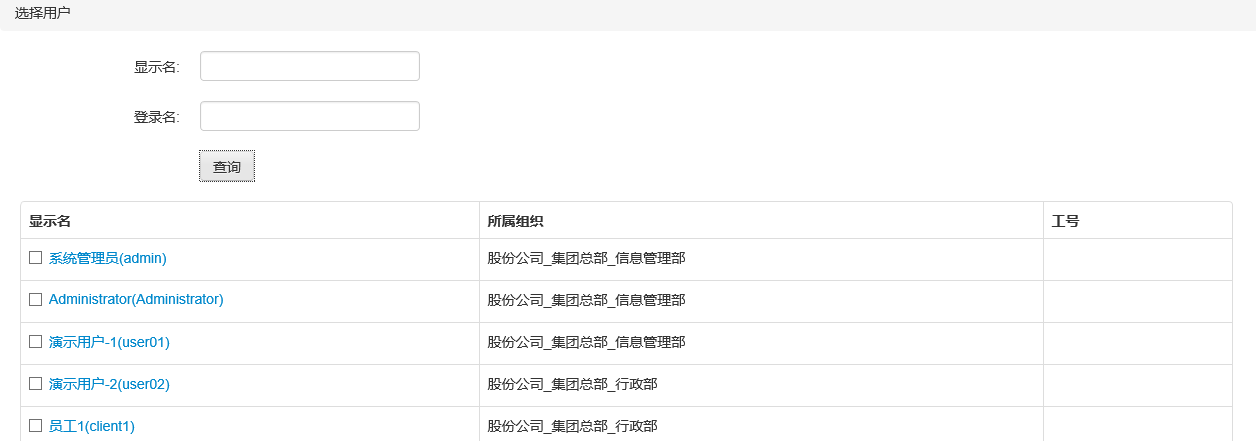 选择用户
显示名:
登录名:
查询
显示名 所属组织 工号
系统管理员(admin) 股份公司_集团总部_信息管理部
Administrator(Administrator) 股份公司_集团总部_信息管理部
演示用户-1(user01) 股份公司_集团总部_信息管理部
演示用户-2(user02) 股份公司_集团总部_行政部
员工1(client1) 股份公司_集团总部_行政部